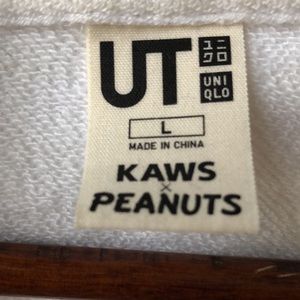 UT
ユニ
クロ
UNI
QLO
L
MADE IN CHINA
KAWS
×
PEANUTS